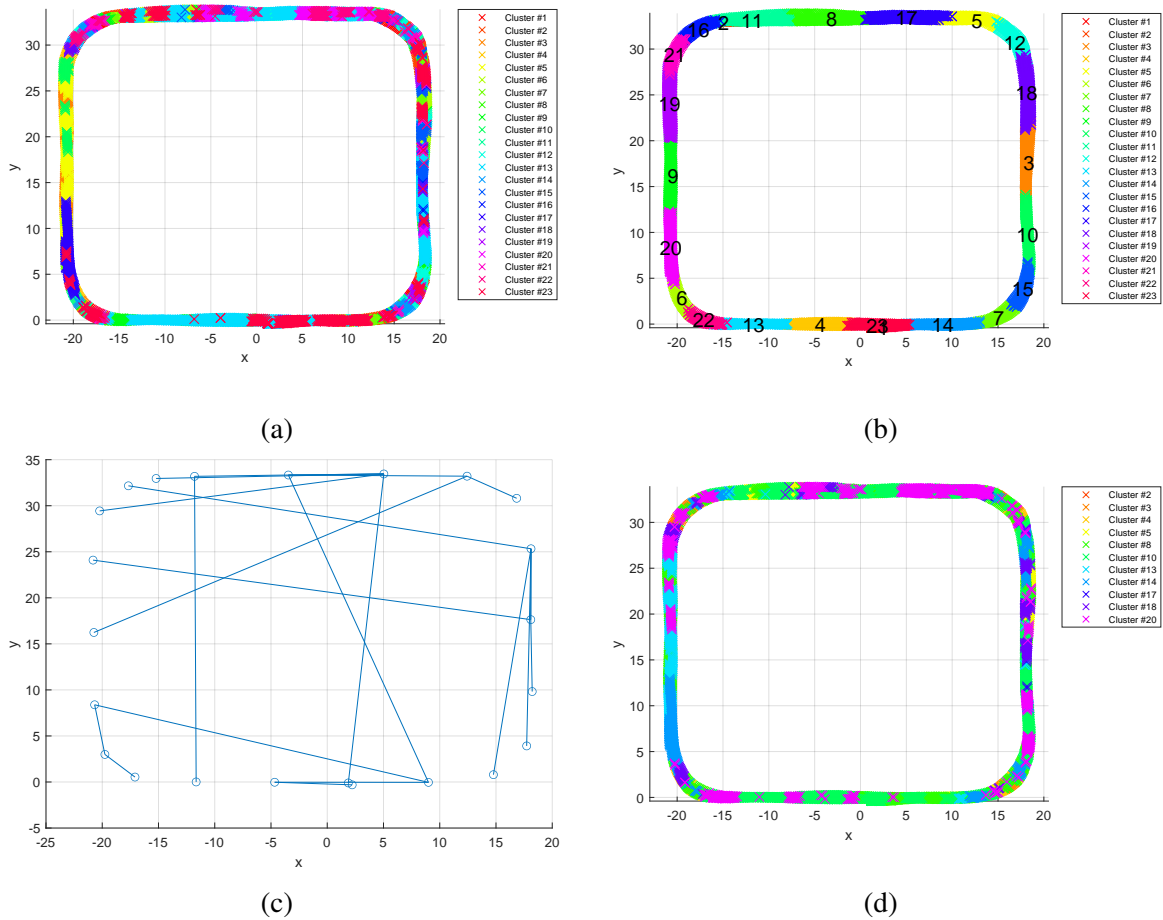 30
25
20
15
10
5
0
y
-20
-15
-10
-5
0
5
10
15
20
x
Cluster #1
Cluster #2
Cluster #3
Cluster #4
Cluster #5
Cluster #6
Cluster #7
Cluster #8
Cluster #9
Cluster #10
Cluster #11
Cluster #12
Cluster #13
Cluster #14
Cluster #15
Cluster #16
Cluster #17
Cluster #18
Cluster #19
Cluster #20
Cluster #21
Cluster #22
Cluster #23
(a)
30
25
20
15
10
5
0
y
16
2
11
8
17
5
12
21
18
19
3
9
10
20
15
6
7
22
13
4
23
1
14
-20
-15
-10
-5
0
5
10
15
20
x
Cluster #1
Cluster #2
Cluster #3
Cluster #4
Cluster #5
Cluster #6
Cluster #7
Cluster #8
Cluster #9
Cluster #10
Cluster #11
Cluster #12
Cluster #13
Cluster #14
Cluster #15
Cluster #16
Cluster #17
Cluster #18
Cluster #19
Cluster #20
Cluster #21
Cluster #22
Cluster #23
(b)
35
30
25
20
15
10
5
0
-5
y
-25
-20
-15
-10
-5
0
5
10
15
20
x
(c)
30
25
20
15
10
5
0
y
-20
-15
-10
-5
0
5
10
15
20
x
Cluster #2
Cluster #3
Cluster #4
Cluster #5
Cluster #8
Cluster #10
Cluster #13
Cluster #14
Cluster #17
Cluster #18
Cluster #20
(d)